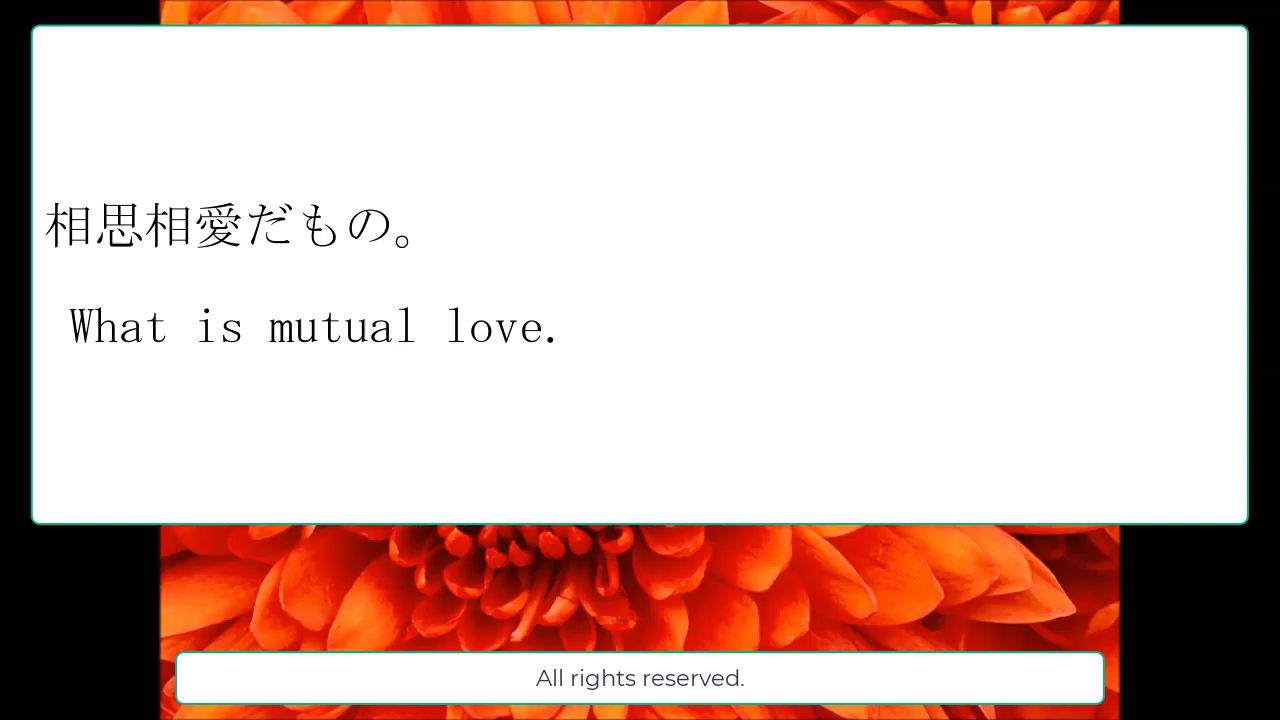 相思相愛だもの。
What is mutual love.
All rights reserved.